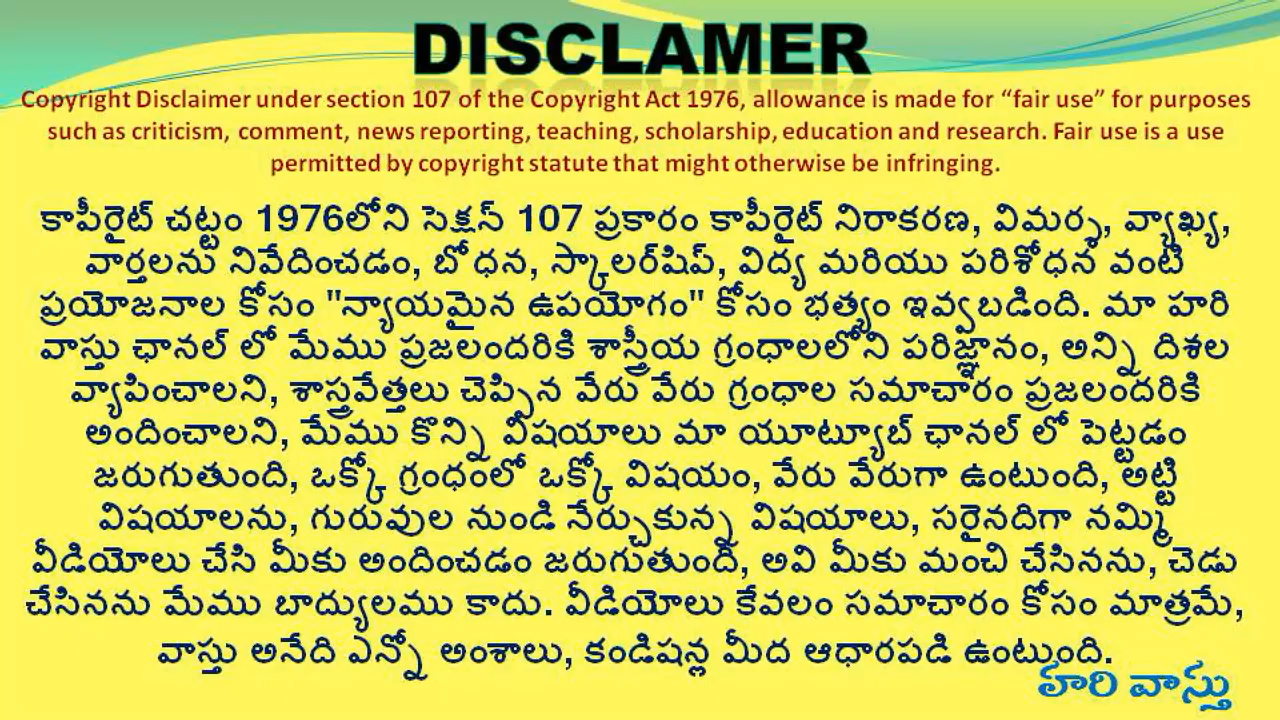 DISCLAMER
Copyright Disclaimer under section 107 of the Copyright Act 1976, allowance is made for “fair use” for purposes
such as criticism, comment, news reporting, teaching, scholarship, education and research. Fair use is a use
permitted by copyright statute that might otherwise be infringing.
కాపీరైట్ చట్టం 1976లోని సెక్షన్ 107 ప్రకారం కాపీరైట్ నిరాకరణ, విమర్శ, వ్యాఖ్య,
వార్తలను నివేదించడం, బోధన, స్కాలర్‌షిప్, విద్య మరియు పరిశోధన వంటి
ప్రయోజనాల కోసం "న్యాయమైన ఉపయోగం" కోసం భత్యం ఇవ్వబడింది. మా హరి
వాస్తు ఛానల్ లో మేము ప్రజలందరికి శాస్త్రీయ గ్రంధాలలోని పరిజ్ఞానం, అన్ని దిశల
వ్యాపించాలని, శాస్త్రవేత్తలు చెప్పిన వేరు వేరు గ్రంధాల సమాచారం ప్రజలందరికి
అందించాలని, మేము కొన్ని విషయాలు మా యూట్యూబ్ ఛానల్ లో పెట్టడం
జరుగుతుంది, ఒక్కో గ్రంధంలో ఒక్కో విషయం, వేరు వేరుగా ఉంటుంది, అట్టి
విషయాలను, గురువుల నుండి నేర్చుకున్న విషయాలు, సరైనదిగా నమ్మి
వీడియోలు చేసి మీకు అందించడం జరుగుతుంది, అవి మీకు మంచి చేసినను, చెడు
చేసినను మేము బాద్యులము కాదు. వీడియోలు కేవలం సమాచారం కోసం మాత్రమే,
వాస్తు అనేది ఎన్నో అంశాలు, కండిషన్ల మీద ఆధారపడి ఉంటుంది.
హరి వాస్తు